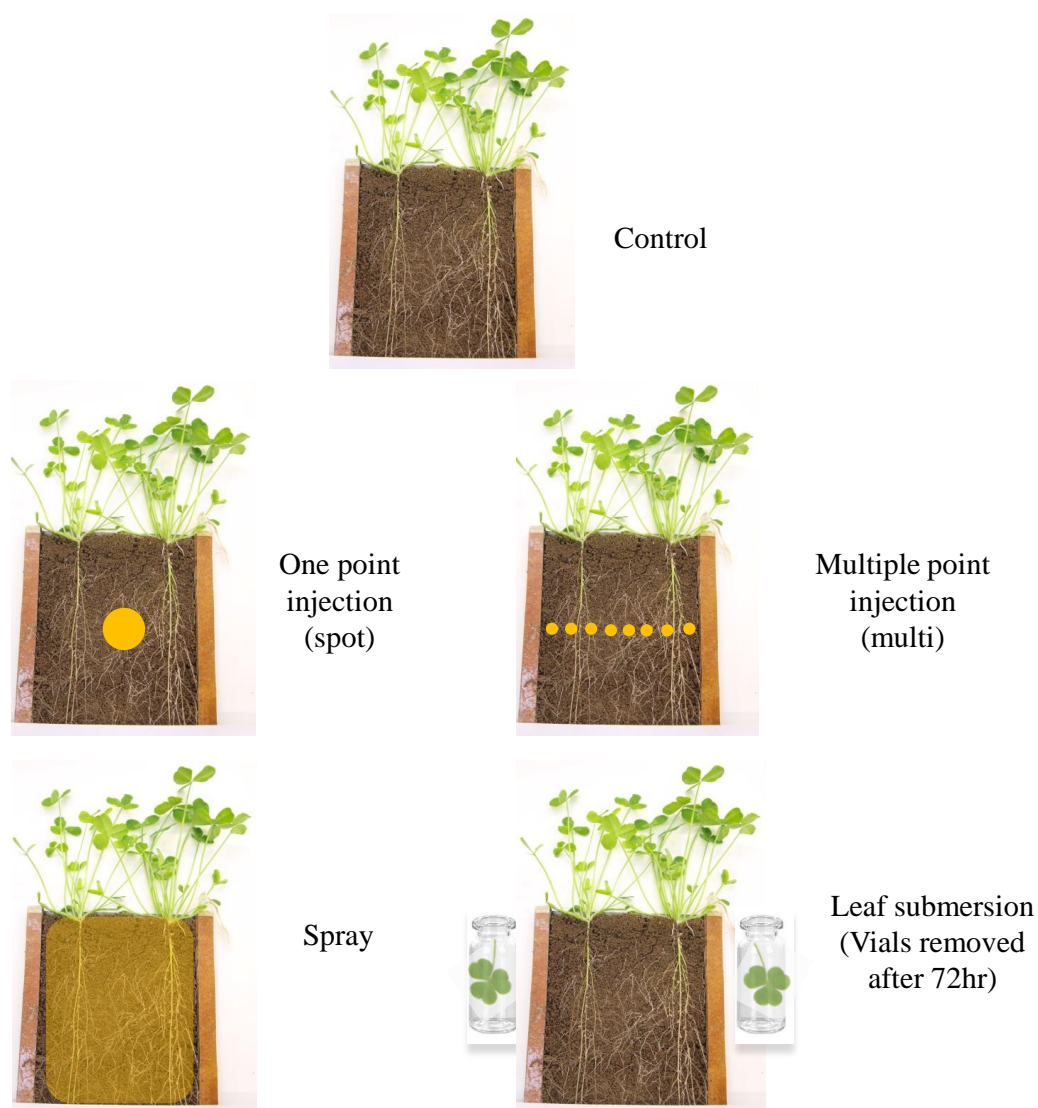 Control
One point
injection
(spot)
Multiple point
injection
(multi)
Spray
Leaf submersion
(Vials removed
after 72hr)